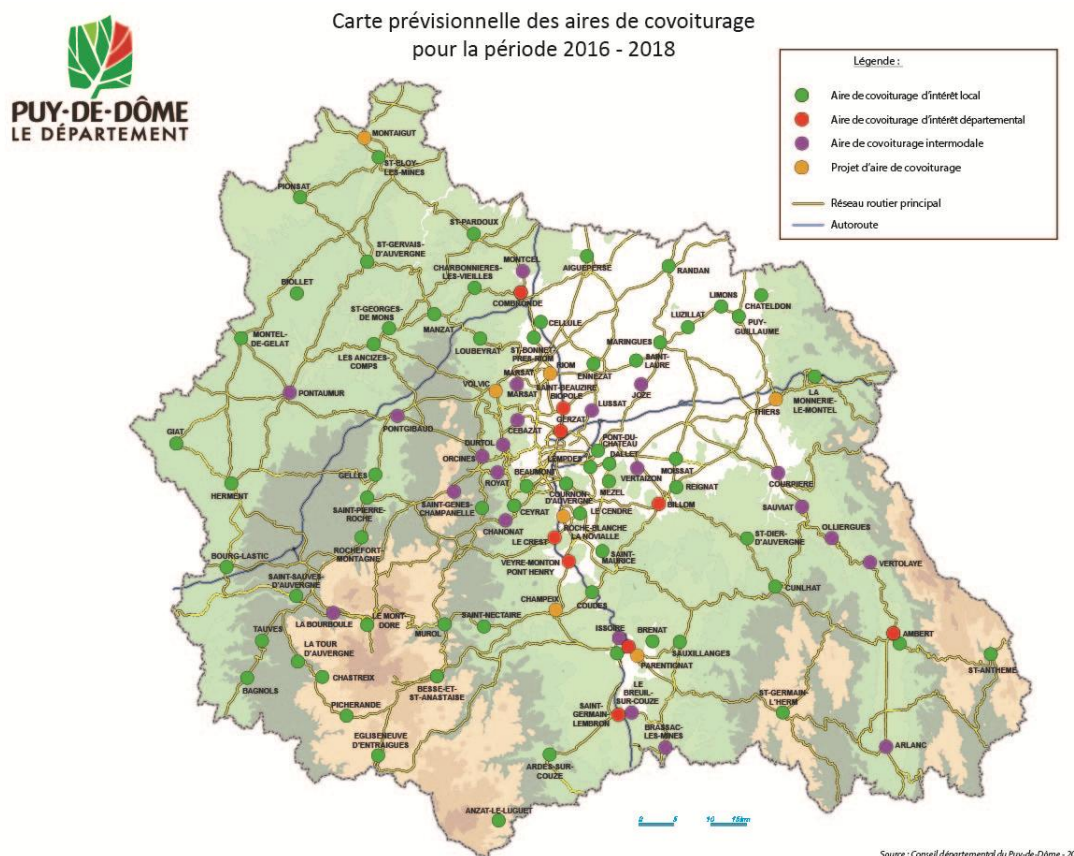 Carte prévisionnelle des aires de covoiturage
pour la période 2016 - 2018
PUY-DE-DÔME
LE DÉPARTEMENT
Légende :
Aire de covoiturage d'intérêt local
Aire de covoiturage d'intérêt départemental
Aire de covoiturage intermodale
Projet d'aire de covoiturage
Réseau routier principal
Autoroute
MONTAIGUT
ST-ELOY-
LES-MINES
PIONSAT
ST-PARDOUX
ST-GERVAIS-
D'AUVERGNE
MONTCEL
AIGUEPERSE
RANDAN
CHARBONNIERES-
LES-VIEILLES
BIOLLET
COMBRONDE
LIMONS
CHATELDON
ST-GEORGES-
DE MONS
MANZAT
CELLULE
LUZILLAT
PUY-
GUILLAUME
MONTEL-
DE-GELAT
LES ANCIZES-
COMPS
LOUBEYRAT
ST-BONNET-
PRES-RIOM
MARINGUES
MARSAT
RIOM
ENNEZAT
SAINT-
LAURE
PONTAUMUR
VOLVIC
MARSAT
SAINT-BEAUZIRE
BIOPOLE
LUSSAT
JOZE
THIERS
LA
MONNERIE-
LE-MONTEL
PONTGIBAUD
CEBAZAT
GERZAT
GIAT
DURTOL
PONT-DU-
CHATEAU
ORCINES
LEMPDES
DALLET
GELLES
ROYAT
BEAUMONT
VERTAIZON
MOISSAT
COURPIERE
HERMENT
MEZEL
REIGNAT
SAINT-PIERRE-
ROCHE
SAINT-GENES-
CHAMPANELLE
CEYRAT
COURNON-
D'AUVERGNE
LE CENDRE
BILLOM
SAUVIAT
CHANONAT
ROCHE-BLANCHE
LA NOVIALLE
OLLIERGUES
ROCHEFORT-
MONTAGNE
LE CREST
SAINT-
MAURICE
ST-DIER-
D'AUVERGNE
BOURG-LASTIC
VEYRE-MONTON
PONT HENRY
VERTOLAYE
SAINT-SAUVES-
D'AUVERGNE
CHAMPEIX
COUDES
CUNLHAT
LA BOURBOULE
LE MONT-
DORE
SAINT-NECTAIRE
TAUVES
MUROL
ISSOIRE
BRENAT
AMBERT
LA TOUR
D'AUVERGNE
SAUXILLANGES
PARENTIGNAT
ST-ANTHEME
BAGNOLS
CHASTREIX
BESSE-ET-
ST-ANASTAISE
LE
BREUIL-
SUR-COUZE
ST-GERMAIN-
L'HERM
PICHERANDE
SAINT-
GERMAIN-
LEMBRON
BRASSAC-
LES-MINES
EGLISENEUVE
D'ENTRAIGUES
ARLANC
ARDES-SUR-
COUZE
ANZAT-LE-LUGUET
0 5 10 15km
Source : Conseil départemental du Puy-de-Dôme - 20